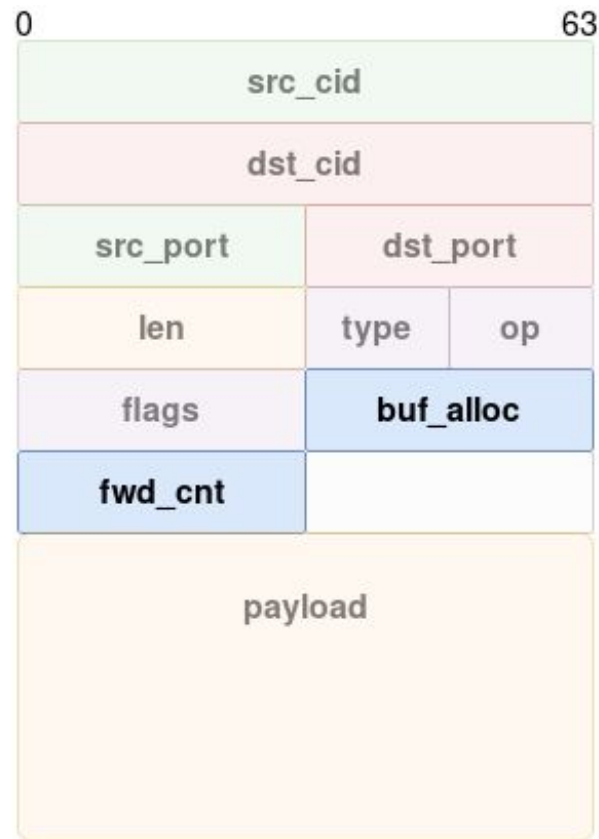 0 63
src_cid
dst_cid
src_port dst_port
len type op
flags buf_alloc
fwd_cnt
payload